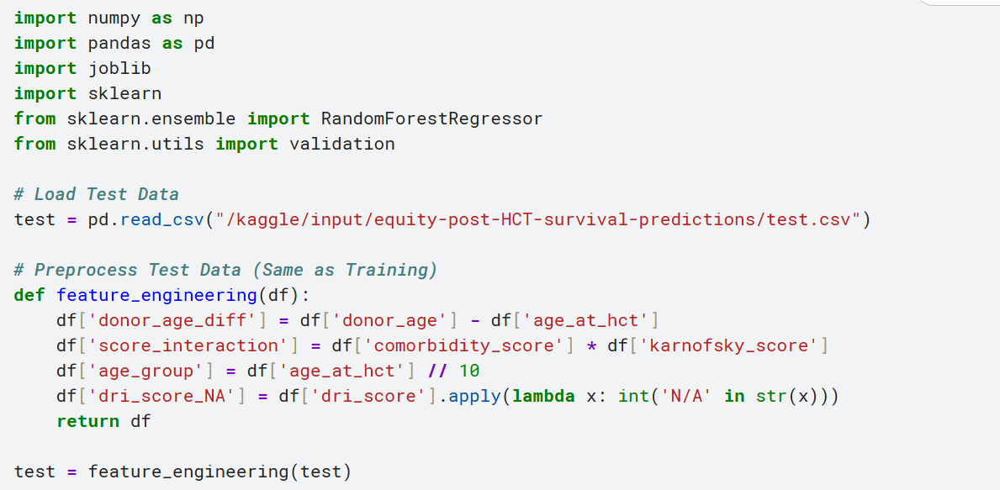 import numpy as np
import pandas as pd
import joblib
import sklearn
from sklearn.ensemble import RandomForestRegressor
from sklearn.utils import validation

# Load Test Data
test = pd.read_csv("/kaggle/input/equity-post-HCT-survival-predictions/test.csv")

# Preprocess Test Data (Same as Training)
def feature_engineering(df):
    df['donor_age_diff'] = df['donor_age'] - df['age_at_hct']
    df['score_interaction'] = df['comorbidity_score'] * df['karnofsky_score']
    df['age_group'] = df['age_at_hct'] // 10
    df['dri_score_NA'] = df['dri_score'].apply(lambda x: int('N/A' in str(x)))
    return df

test = feature_engineering(test)